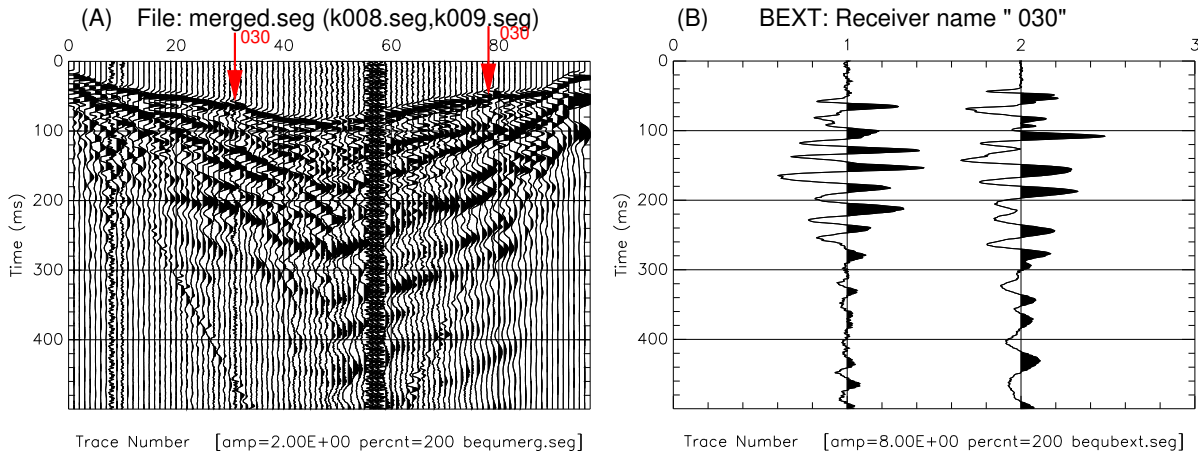 (A) File: merged.seg (k008.seg,k009.seg)
030 030
0 20 40 60 80
0
100
200
300
400
Time (ms)
Trace Number [amp=2.00E+00 percnt=200 bequmerg.seg]
(B) BEXT: Receiver name " 030"
0 1 2 3
0
100
200
300
400
Time (ms)
Trace Number [amp=8.00E+00 percnt=200 bequbext.seg]